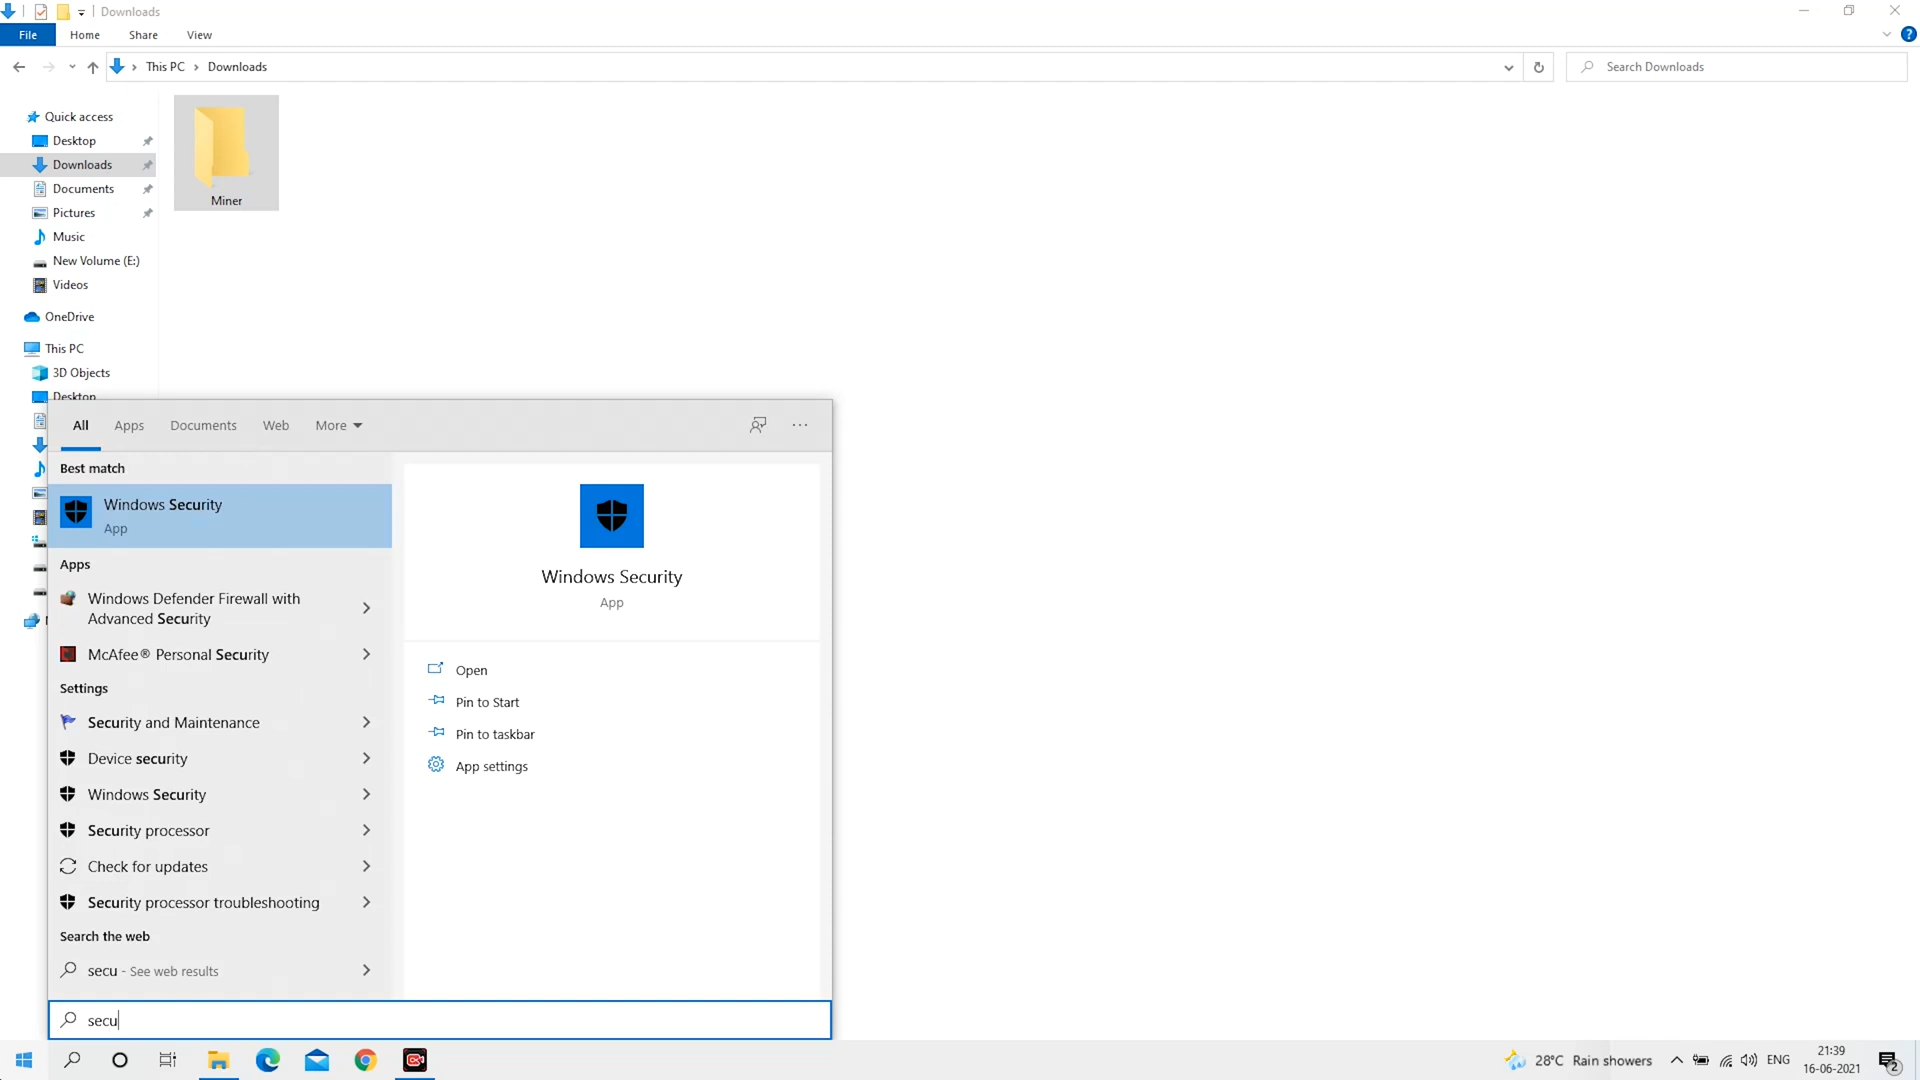 Downloads
File
Home
Share
View
This PC
Downloads
Search Downloads
Quick access
Desktop
Downloads
Documents
Pictures
Music
New Volume (E:)
Videos
OneDrive
This PC
3D Objects
Desktop
Miner
All
Apps
Documents
Web
More
Best match
Windows Security
App
Apps
Windows Defender Firewall with
Advanced Security
McAfee® Personal Security
Settings
Security and Maintenance
Device security
Windows Security
Security processor
Check for updates
Security processor troubleshooting
Search the web
secu - See web results
Windows Security
App
Open
Pin to Start
Pin to taskbar
App settings
secu
28°C Rain showers
ENG
21:39
16-06-2021
2